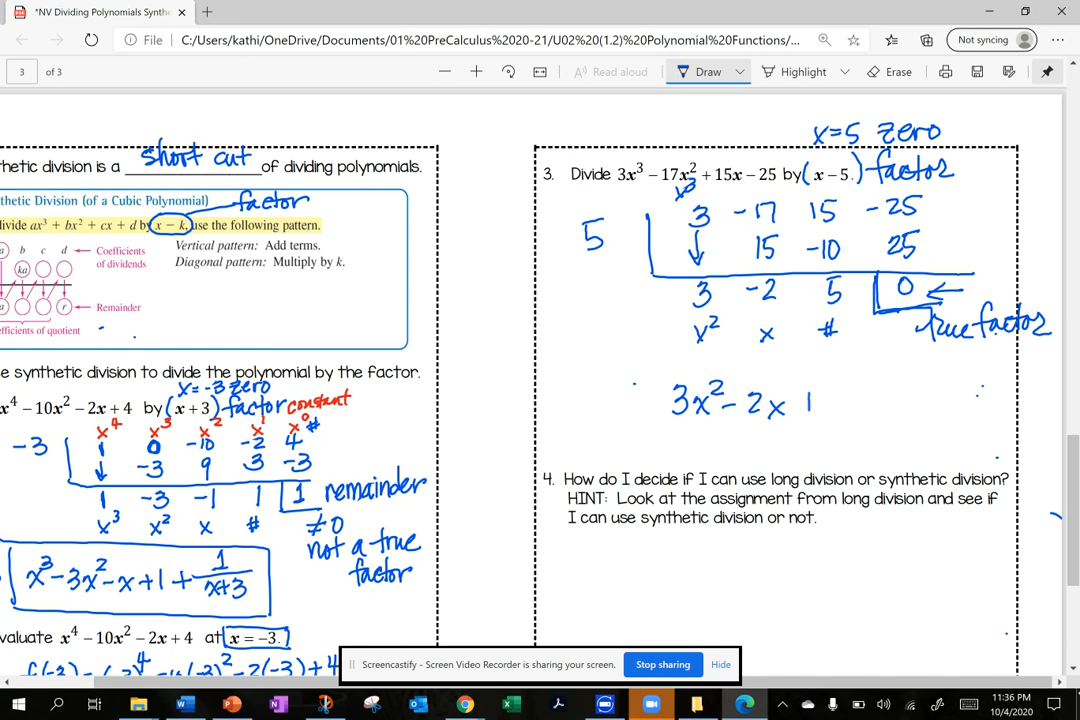 *NV Dividing Polynomials Synthe
File C:/Users/kathi/OneDrive/Documents/01%20PreCalculus%2020-21/U02%20(1.2)%20Polynomial%20Functions/...
Not syncing
3 of 3
Read aloud
Draw
Highlight
Erase
thetic division is a short cut of dividing polynomials.
thetic Division (of a Cubic Polynomial)
factor
divide ax³ + bx² + cx + d by x − k, use the following pattern.
a b c d Coefficients of dividends
Vertical pattern: Add terms.
Diagonal pattern: Multiply by k.
ka
a r Remainder
efficients of quotient
e synthetic division to divide the polynomial by the factor.
x = -3 zero
x⁴ − 10x² − 2x + 4 by (x + 3) factor constant
x⁴ x³ x² x¹ x⁰ #
-3 1 0 -10 -2 4
-3 9 3 -3
1 -3 -1 1 1 remainder
x³ x² x # ≠0
not a true
factor
x³ - 3x² - x + 1 + 1/(x+3)
valuate x⁴ − 10x² − 2x + 4 at x = −3.
x=5 zero
3. Divide 3x³ − 17x² + 15x − 25 by (x − 5.) factor
x³
5 3 -17 15 -25
15 -10 25
3 -2 5 0
x² x # true factor
3x² - 2x
4. How do I decide if I can use long division or synthetic division?
HINT: Look at the assignment from long division and see if
I can use synthetic division or not.
Screencastify - Screen Video Recorder is sharing your screen. Stop sharing Hide
11:36 PM
10/4/2020